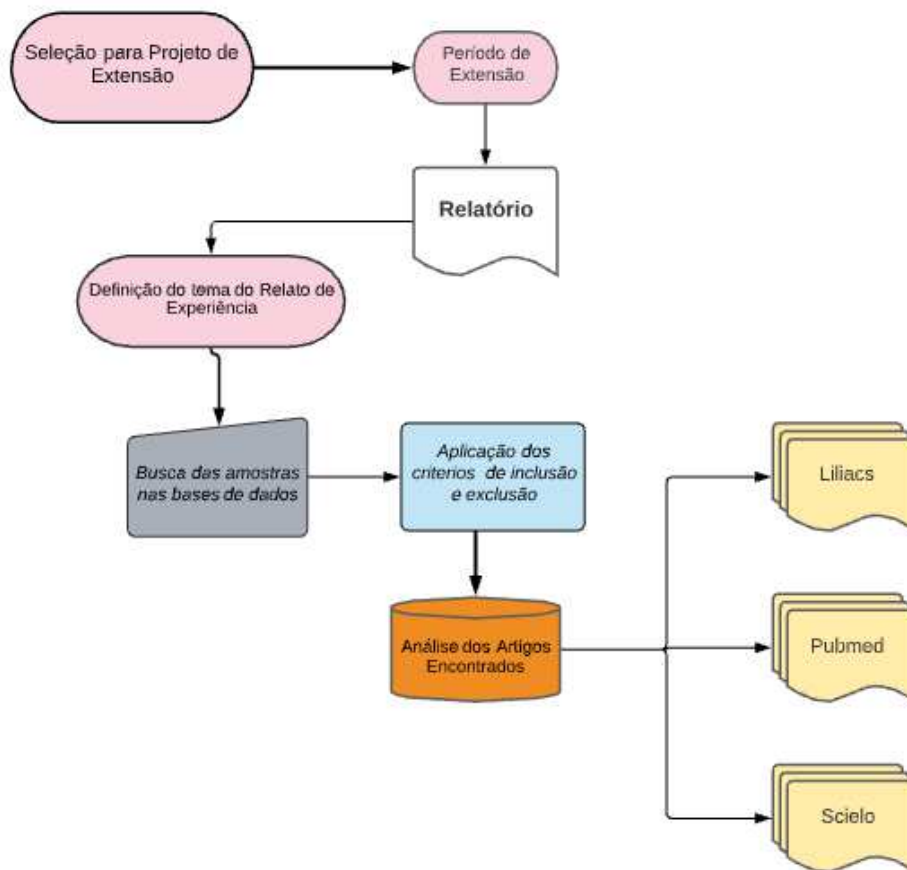 Seleção para Projeto de
Extensão
Período de
Extensão
Relatório
Definição do tema do Relato de
Experiência
Busca das amostras
nas bases de dados
Aplicação dos
criterios de inclusão
e exclusão
Análise dos Artigos
Encontrados
Liliacs
Pubmed
Scielo